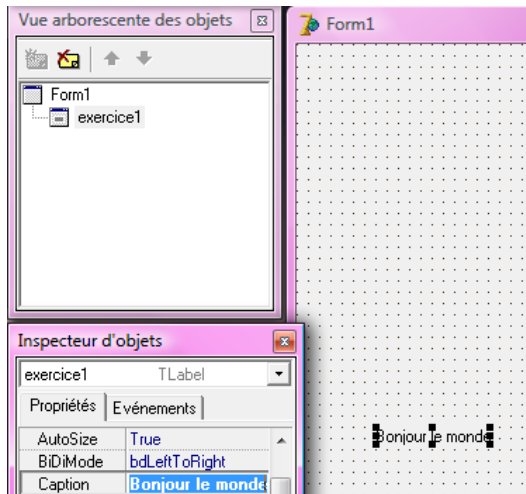 Vue arborescente des objets
Form1
exercice1
Form1
Bonjour le monde
Inspecteur d'objets
exercice1 TLabel
Propriétés Evénements
AutoSize True
BiDiMode bdLeftToRight
Caption Bonjour le monde